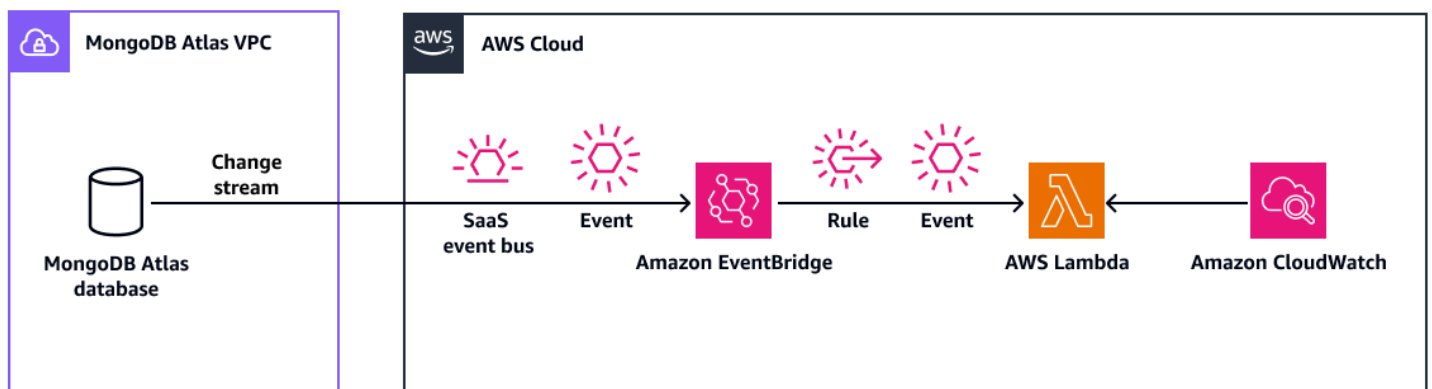 MongoDB Atlas VPC
aws
AWS Cloud
Change
stream
SaaS
event bus
Event
Rule
Event
MongoDB Atlas
database
Amazon EventBridge
AWS Lambda
Amazon CloudWatch